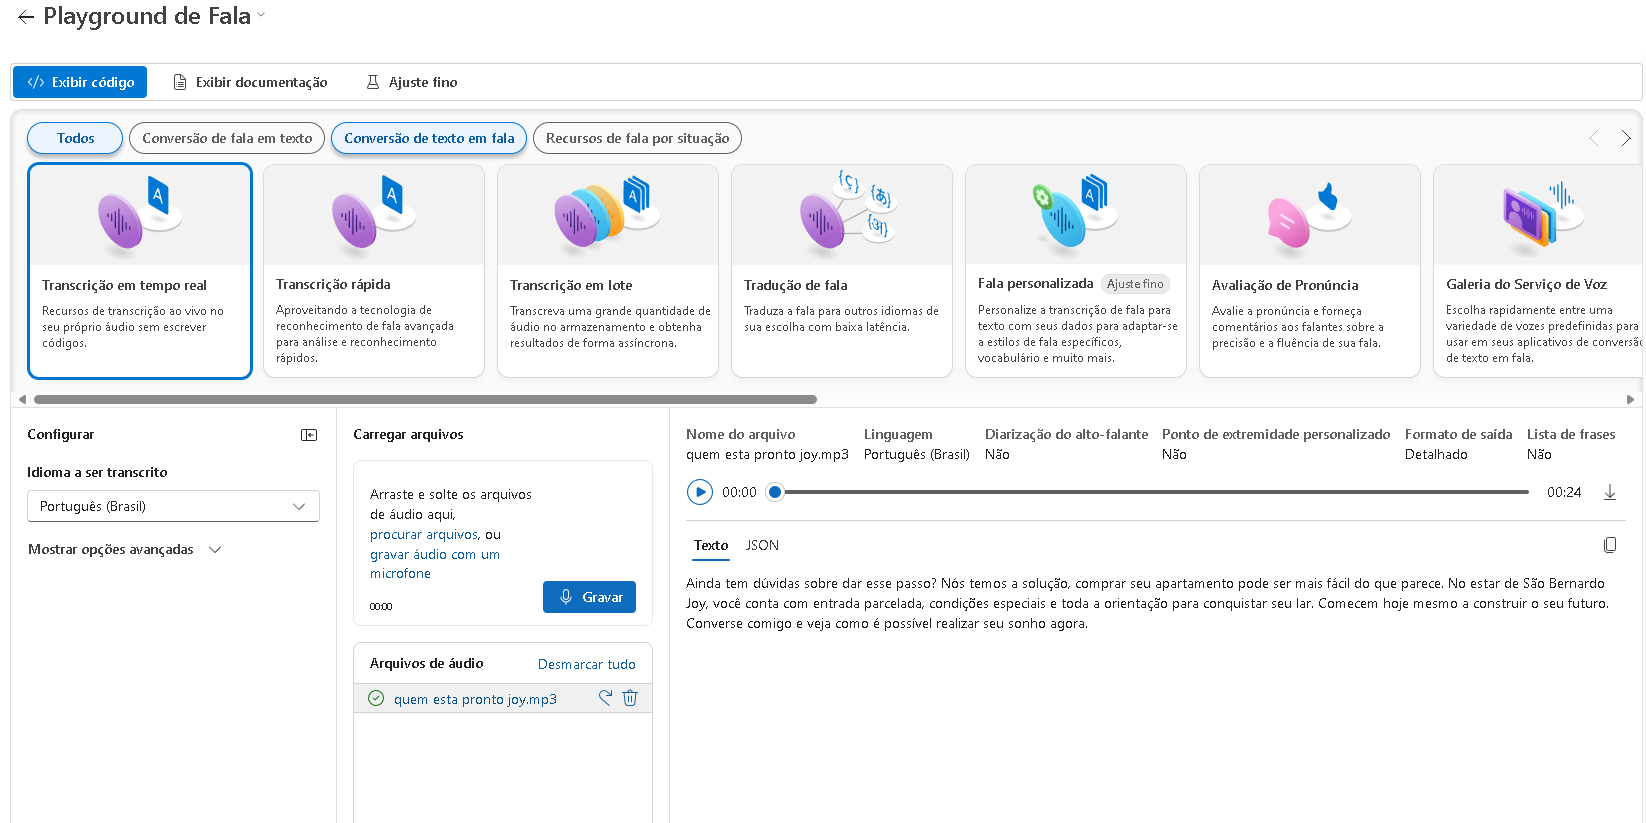 Playground de Fala
Exibir código
Exibir documentação
Ajuste fino
Todos
Conversão de fala em texto
Conversão de texto em fala
Recursos de fala por situação
Transcrição em tempo real
Recursos de transcrição ao vivo no
seu próprio áudio sem escrever
códigos.
Transcrição rápida
Aproveitando a tecnologia de
reconhecimento de fala avançada
para análise e reconhecimento
rápidos.
Transcrição em lote
Transcreva uma grande quantidade de
áudio no armazenamento e obtenha
resultados de forma assíncrona.
Tradução de fala
Traduza a fala para outros idiomas de
sua escolha com baixa latência.
Fala personalizada Ajuste fino
Personalize a transcrição de fala para
texto com seus dados para adaptar-se
a estilos de fala específicos,
vocabulário e muito mais.
Avaliação de Pronúncia
Avalie a pronúncia e forneça
comentários aos falantes sobre a
precisão e a fluência de sua fala.
Galeria do Serviço de Voz
Escolha rapidamente entre uma
variedade de vozes predefinidas para
usar em seus aplicativos de conversão
de texto em fala.
Configurar
Idioma a ser transcrito
Português (Brasil)
Mostrar opções avançadas
Carregar arquivos
Arraste e solte os arquivos
de áudio aqui,
procurar arquivos, ou
gravar áudio com um
microfone
00:00
Gravar
Arquivos de áudio
Desmarcar tudo
quem esta pronto joy.mp3
Nome do arquivo
quem esta pronto joy.mp3
Linguagem
Português (Brasil)
Diarização do alto-falante
Não
Ponto de extremidade personalizado
Não
Formato de saída
Detalhado
Lista de frases
Não
00:00
00:24
Texto
JSON
Ainda tem dúvidas sobre dar esse passo? Nós temos a solução, comprar seu apartamento pode ser mais fácil do que parece. No estar de São Bernardo
Joy, você conta com entrada parcelada, condições especiais e toda a orientação para conquistar seu lar. Comecem hoje mesmo a construir o seu futuro.
Converse comigo e veja como é possível realizar seu sonho agora.